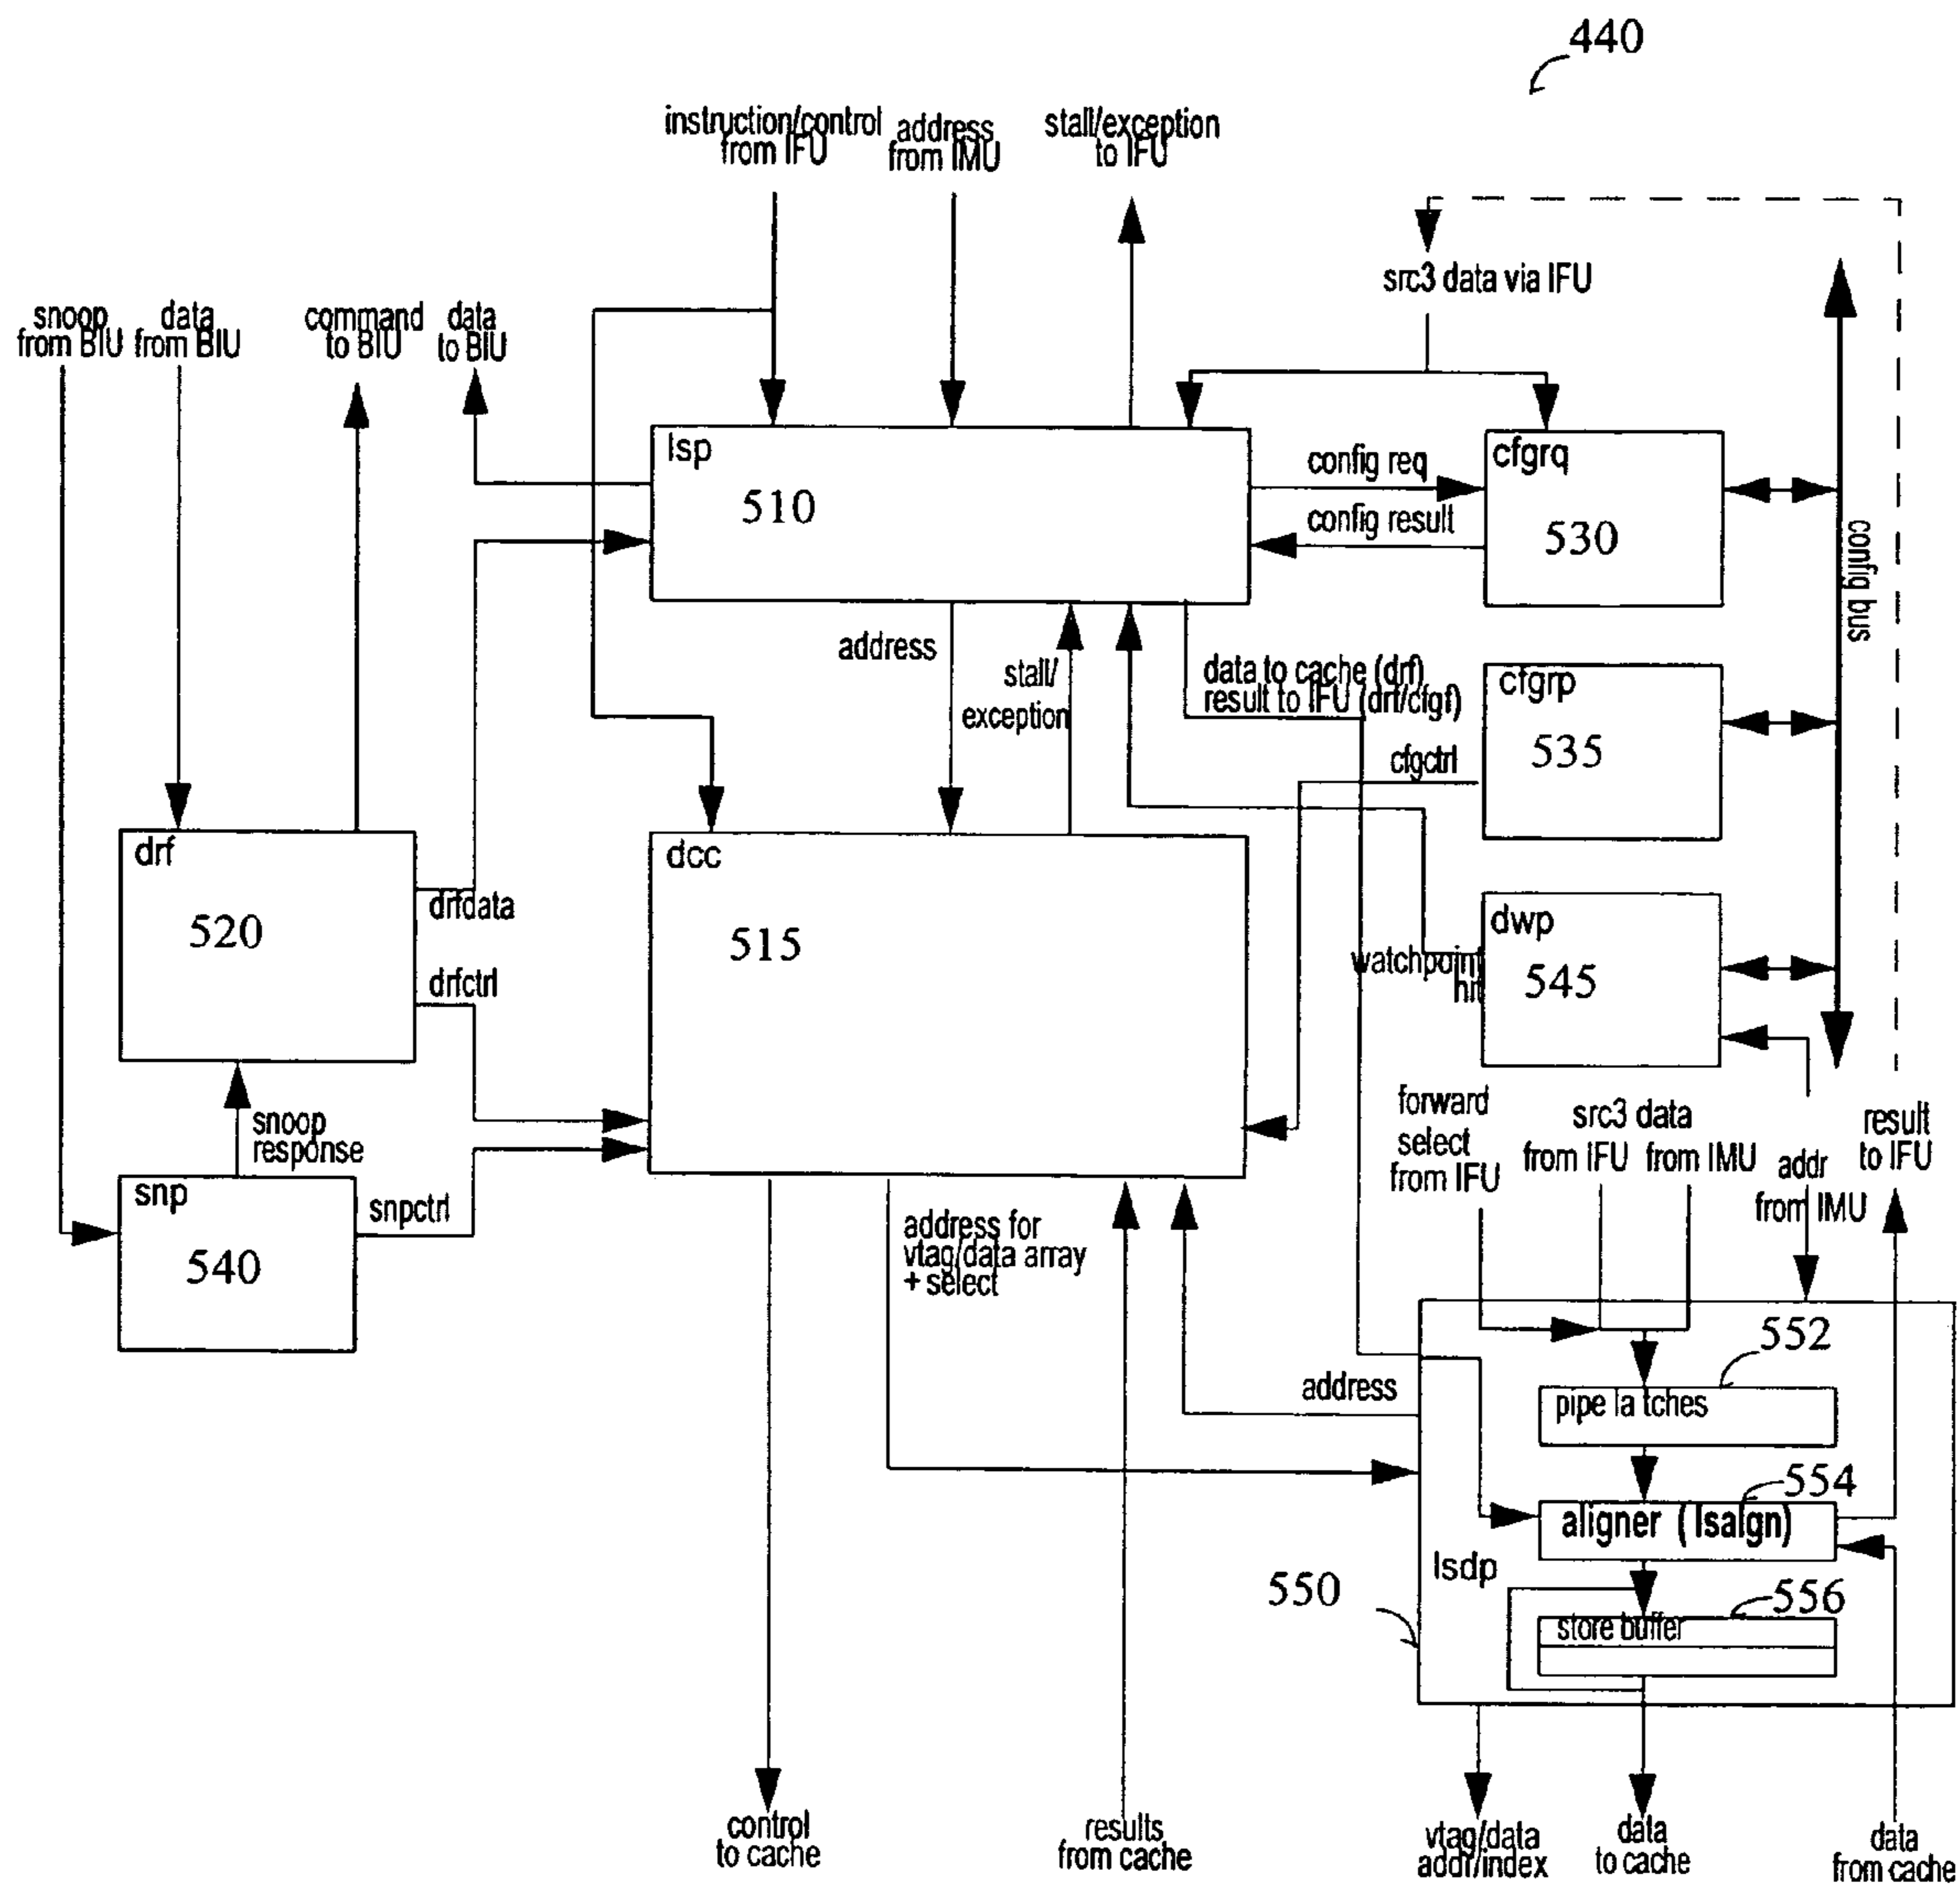 440
instruction/control
from IFU
address
from IMU
stall/exception
to IFU
src3 data via IFU
snoop
from BIU
data
from BIU
command
to BIU
data
to BIU
lsp
510
config req
config result
cfgrq
530
config bus
address
stall/
exception
data to cache (drf)
result to IFU (drf/cfgf)
cfgrp
535
cfgctrl
drf
520
drfdata
drfctrl
dcc
515
dwp
545
watchpoint
hit
snoop
response
snp
540
snpctrl
forward
select
from IFU
src3 data
from IFU from IMU
addr
from IMU
result
to IFU
address for
vtag/data array
+ select
address
552
pipe la tches
554
aligner ( lsalgn)
lsdp
550
556
store buffer
control
to cache
results
from cache
vtag/data
addr/index
data
to cache
data
from cache